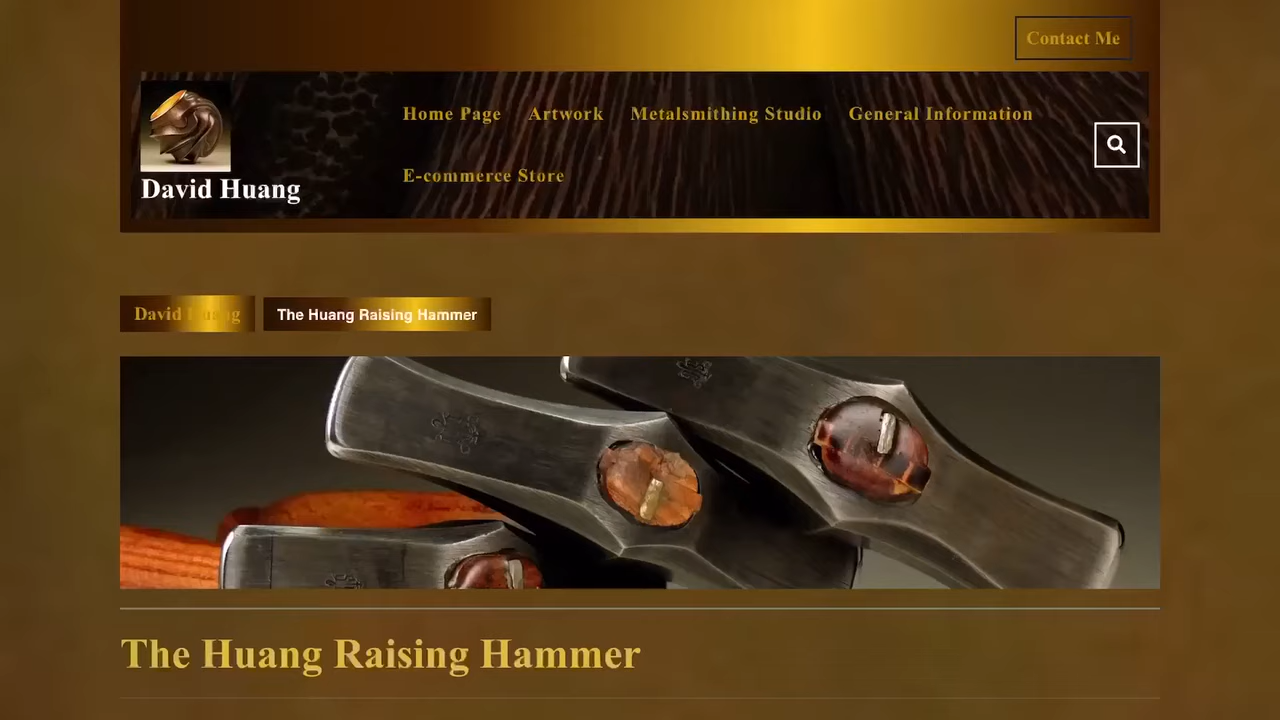 Contact Me
Home Page Artwork Metalsmithing Studio General Information
E-commerce Store
David Huang
David Huang
The Huang Raising Hammer
The Huang Raising Hammer